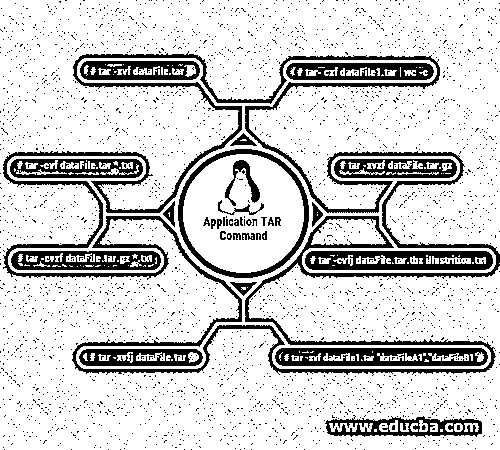 # tar -xvf dataFile.tar
# tar- czf dataFile1.tar | wc -c
# tar -cvf dataFile.tar *.txt
# tar -xvzf dataFile.tar.gz
Application TAR
Command
# tar -cvzf dataFile.tar.gz *.txt
# tar -cvfj dataFile.tar.tbz illustrition.txt
# tar -xvfj dataFile.tar
# tar -xvf dataFile1.tar "dataFileA1", "dataFileB1"
www.educba.com